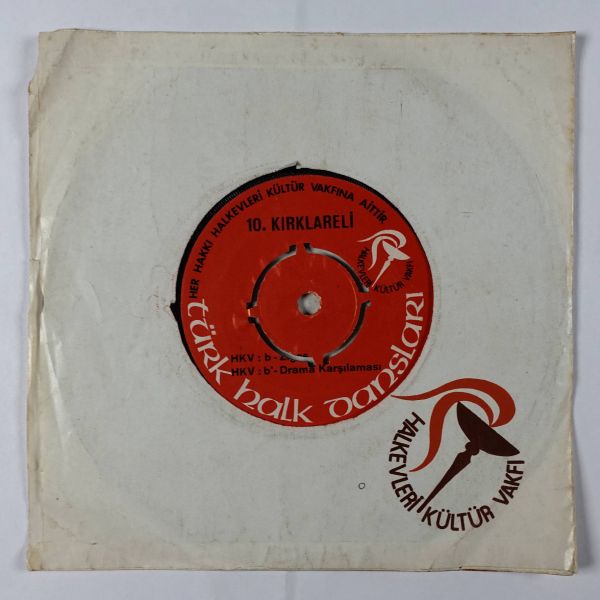 HER HAKKI HALKEVLERİ KÜLTÜR VAKFINA AİTTİR
10. KIRKLARELİ
HALKEVLERİ KÜLTÜR VAKFI
HKV : b -
HKV : b'- Drama Karşılaması
türk halk Dansları
HALKEVLERİ KÜLTÜR VAKFI